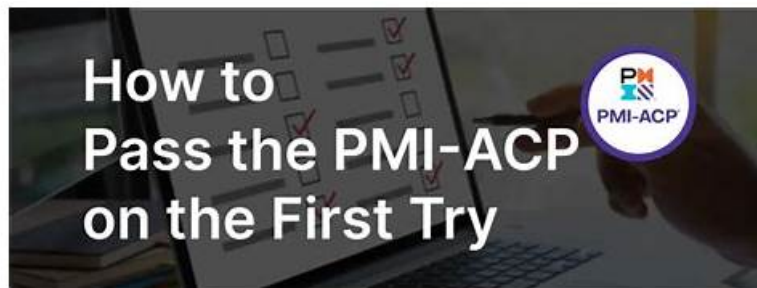 How to
Pass the PMI-ACP
on the First Try
PMI-ACP